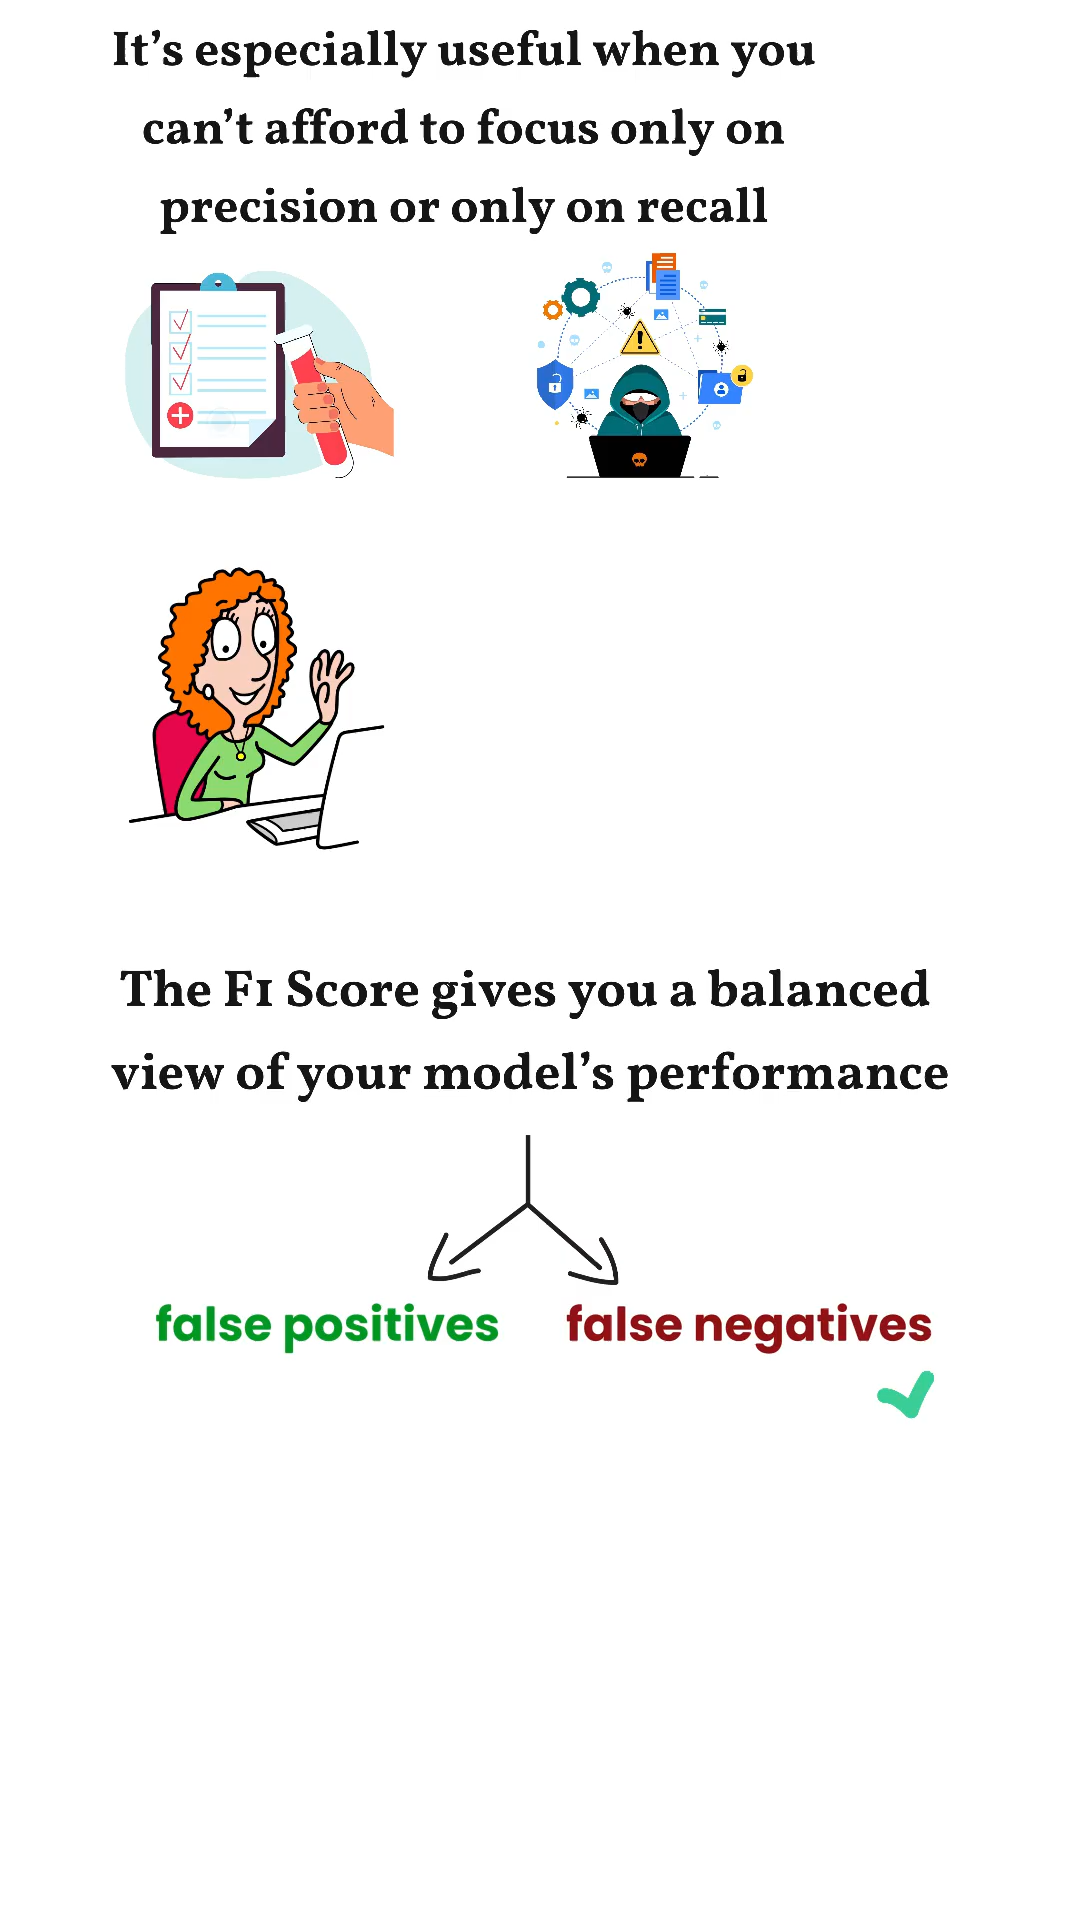 It’s especially useful when you
can’t afford to focus only on
precision or only on recall
The F1 Score gives you a balanced
view of your model’s performance
false positives
false negatives